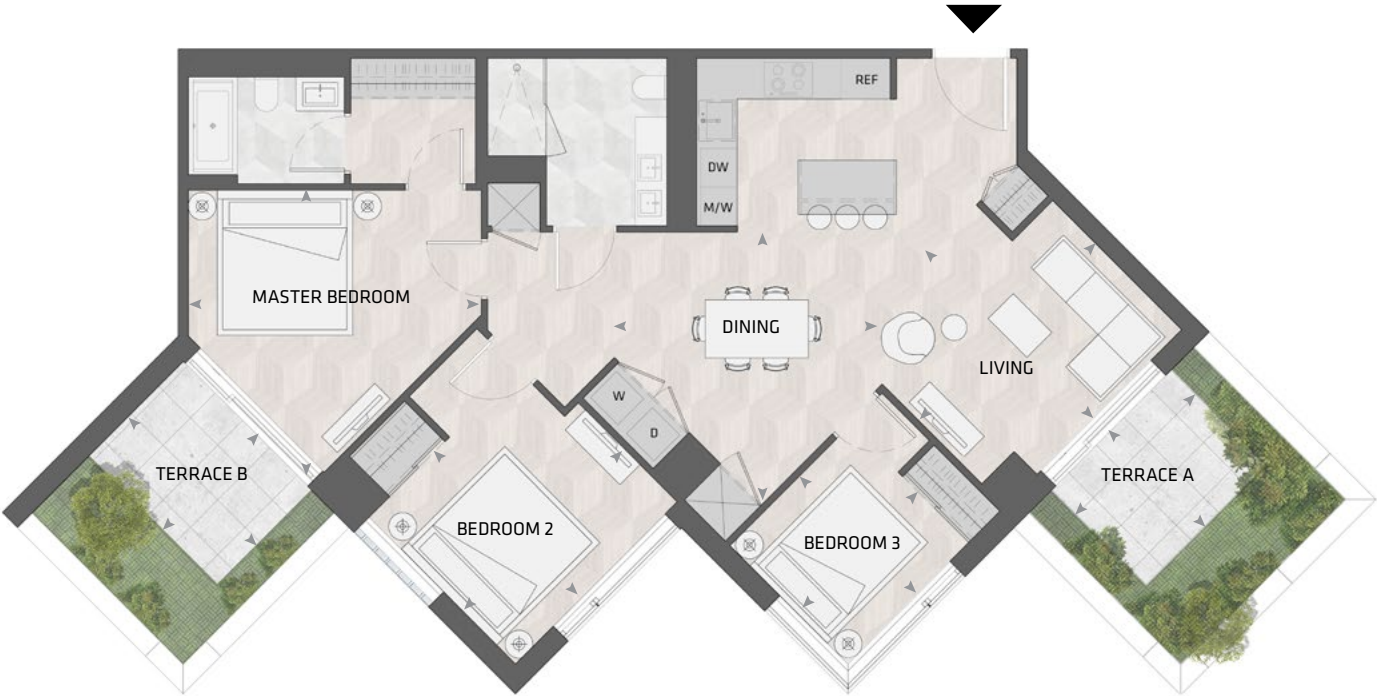 REF
DW
M/W
MASTER BEDROOM
DINING
LIVING
W
D
TERRACE B
TERRACE A
BEDROOM 2
BEDROOM 3